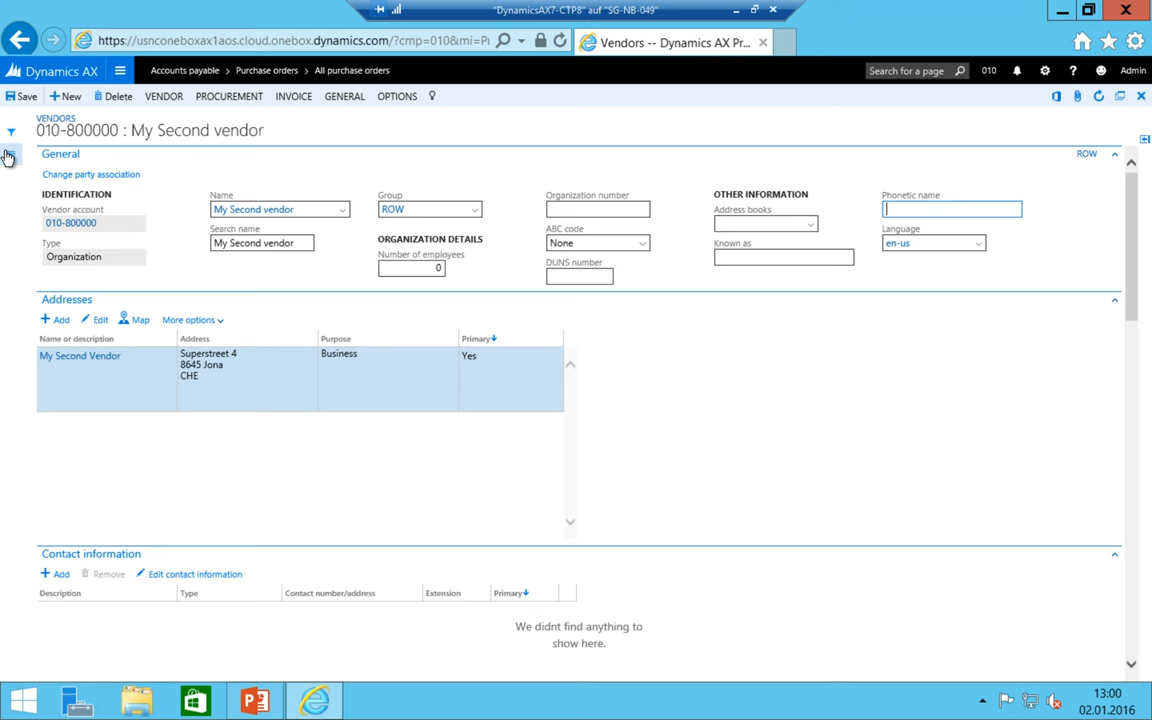 "DynamicsAX7-CTP8" auf "SG-NB-049"
https://usnconeboxax1aos.cloud.onebox.dynamics.com/?cmp=010&mi=Pu
Vendors -- Dynamics AX Pr...
Dynamics AX
Accounts payable > Purchase orders > All purchase orders
Search for a page
010
Admin
Save
New
Delete
VENDOR
PROCUREMENT
INVOICE
GENERAL
OPTIONS
VENDORS
010-800000 : My Second vendor
General
ROW
Change party association
IDENTIFICATION
Vendor account
010-800000
Type
Organization
Name
My Second vendor
Search name
My Second vendor
Group
ROW
ORGANIZATION DETAILS
Number of employees
0
Organization number
ABC code
None
DUNS number
OTHER INFORMATION
Address books
Known as
Phonetic name
Language
en-us
Addresses
Add
Edit
Map
More options
Name or description
Address
Purpose
Primary
My Second Vendor
Superstreet 4
8645 Jona
CHE
Business
Yes
Contact information
Add
Remove
Edit contact information
Description
Type
Contact number/address
Extension
Primary
We didnt find anything to
show here.
13:00
02.01.2016